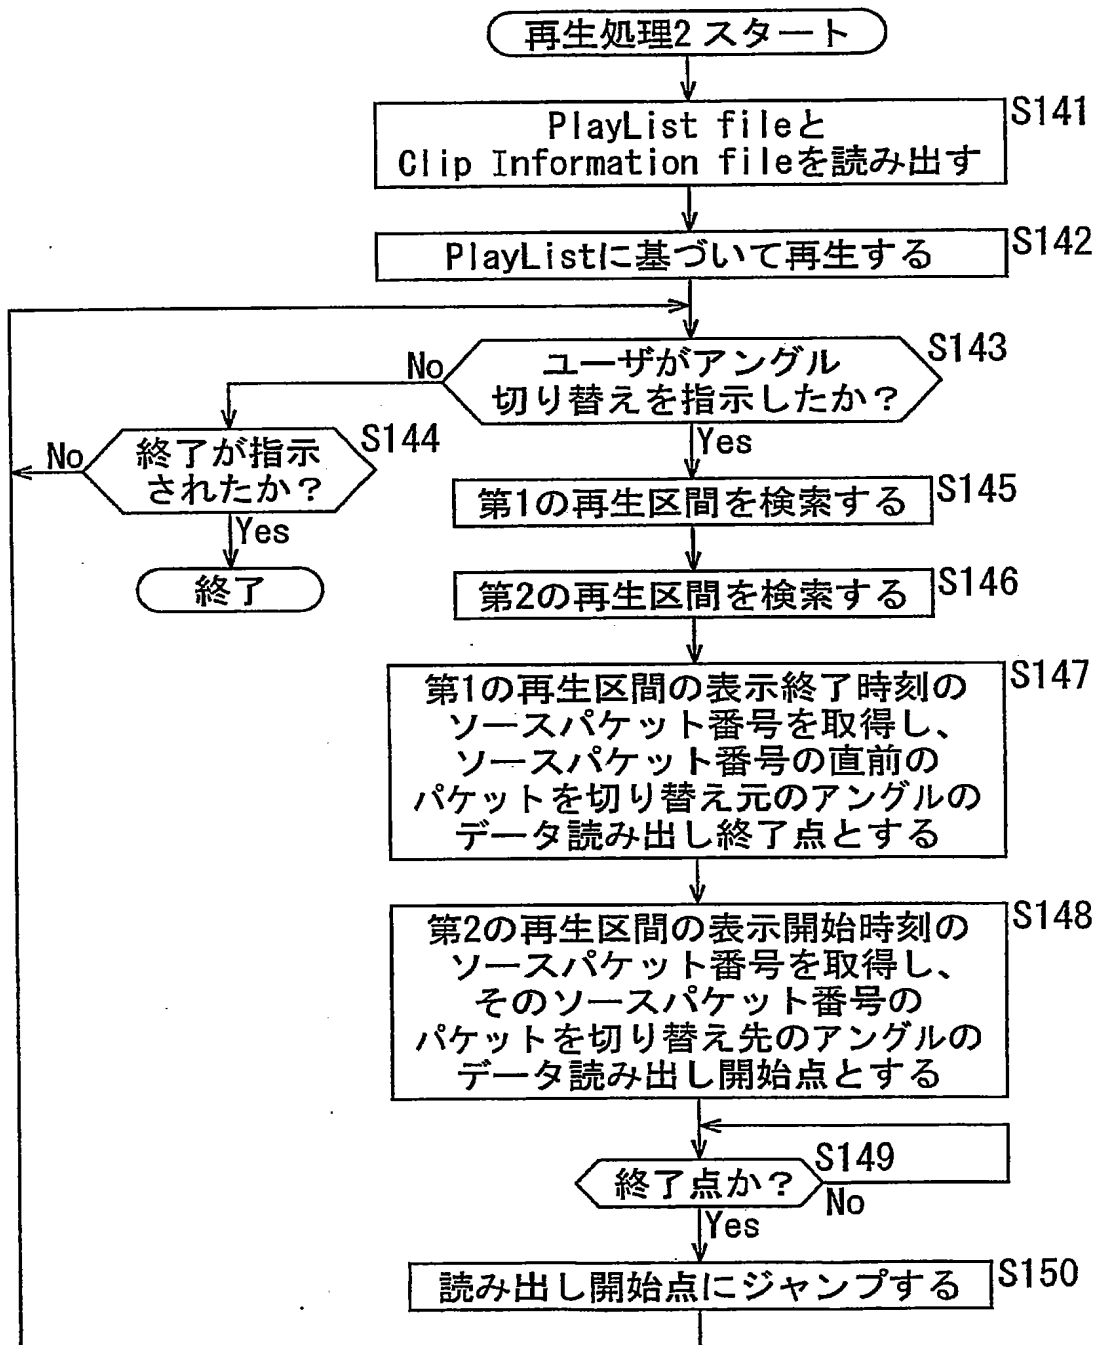 再生処理2 スタート
S141
PlayList fileと
Clip Information fileを読み出す
S142
PlayListに基づいて再生する
S143
ユーザがアングル
切り替えを指示したか?
No
Yes
S144
終了が指示
されたか?
No
Yes
終了
S145
第1の再生区間を検索する
S146
第2の再生区間を検索する
S147
第1の再生区間の表示終了時刻の
ソースパケット番号を取得し、
ソースパケット番号の直前の
パケットを切り替え元のアングルの
データ読み出し終了点とする
S148
第2の再生区間の表示開始時刻の
ソースパケット番号を取得し、
そのソースパケット番号の
パケットを切り替え先のアングルの
データ読み出し開始点とする
S149
終了点か?
No
Yes
S150
読み出し開始点にジャンプする